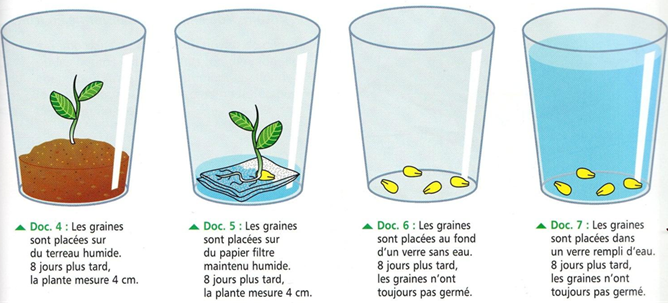 Doc. 4 : Les graines
sont placées sur
du terreau humide.
8 jours plus tard,
la plante mesure 4 cm.
Doc. 5 : Les graines
sont placées sur
du papier filtre
maintenu humide.
8 jours plus tard,
la plante mesure 4 cm.
Doc. 6 : Les graines
sont placées au fond
d'un verre sans eau.
8 jours plus tard,
les graines n'ont
toujours pas germé.
Doc. 7 : Les graines
sont placées dans
un verre rempli d'eau.
8 jours plus tard,
les graines n'ont
toujours pas germé.